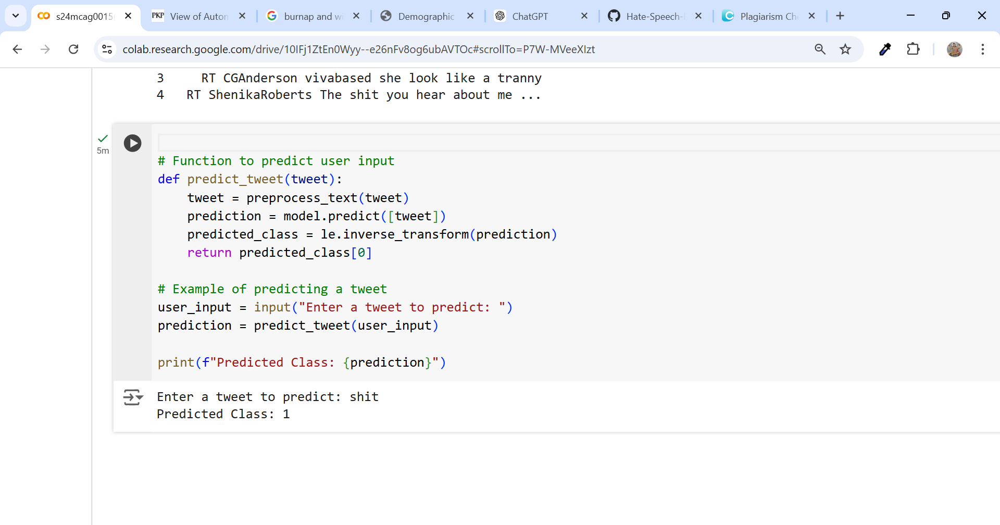 s24mcag0015
View of Autom
burnap and wi
Demographic
ChatGPT
Hate-Speech-
Plagiarism Che
colab.research.google.com/drive/10IFj1ZtEn0Wyy--e26nFv8og6ubAVTOc#scrollTo=P7W-MVeeXIzt
3 RT CGAnderson vivabased she look like a tranny
4 RT ShenikaRoberts The shit you hear about me ...
5m
# Function to predict user input
def predict_tweet(tweet):
    tweet = preprocess_text(tweet)
    prediction = model.predict([tweet])
    predicted_class = le.inverse_transform(prediction)
    return predicted_class[0]
# Example of predicting a tweet
user_input = input("Enter a tweet to predict: ")
prediction = predict_tweet(user_input)
print(f"Predicted Class: {prediction}")
Enter a tweet to predict: shit
Predicted Class: 1